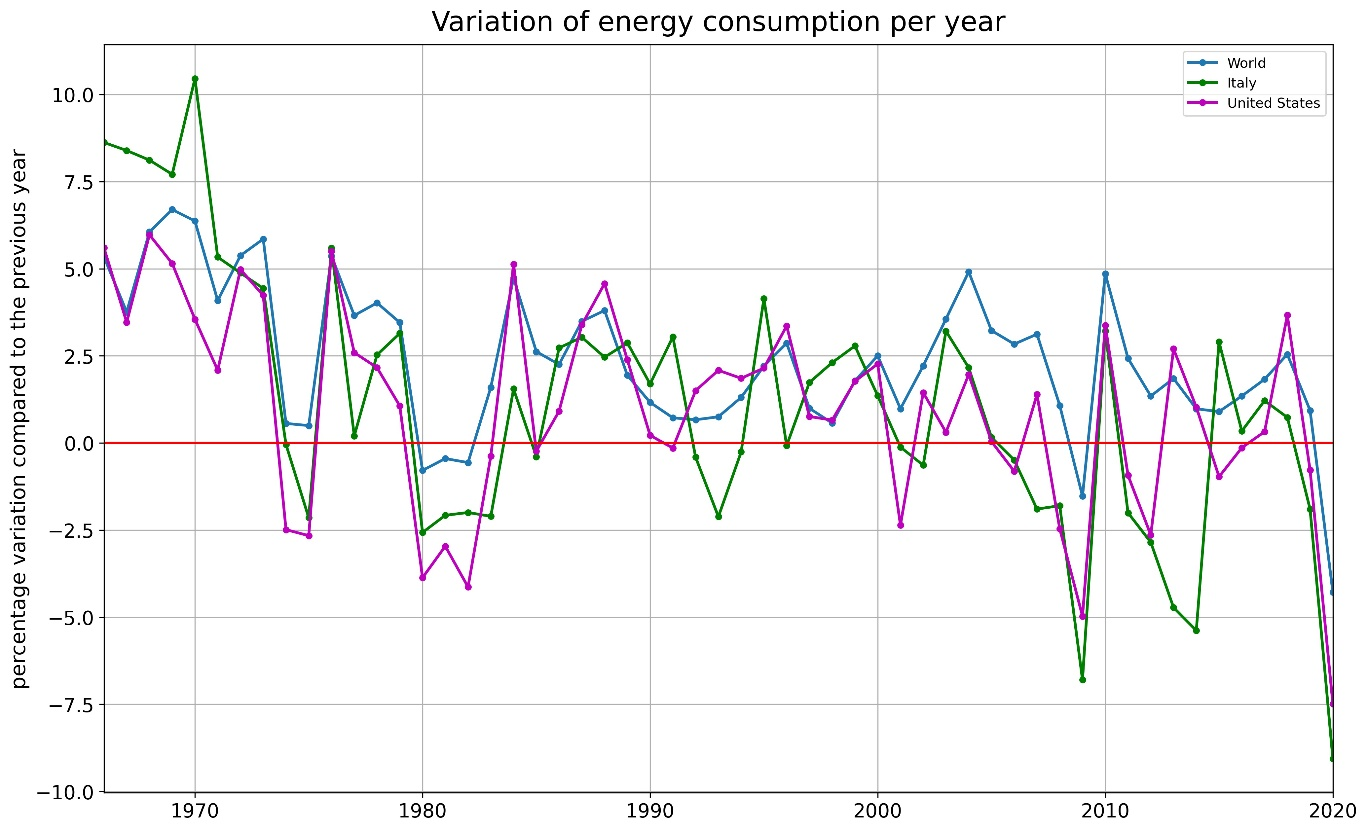 Variation of energy consumption per year
World
Italy
United States
percentage variation compared to the previous year
10.0
7.5
5.0
2.5
0.0
−2.5
−5.0
−7.5
−10.0
1970 1980 1990 2000 2010 2020